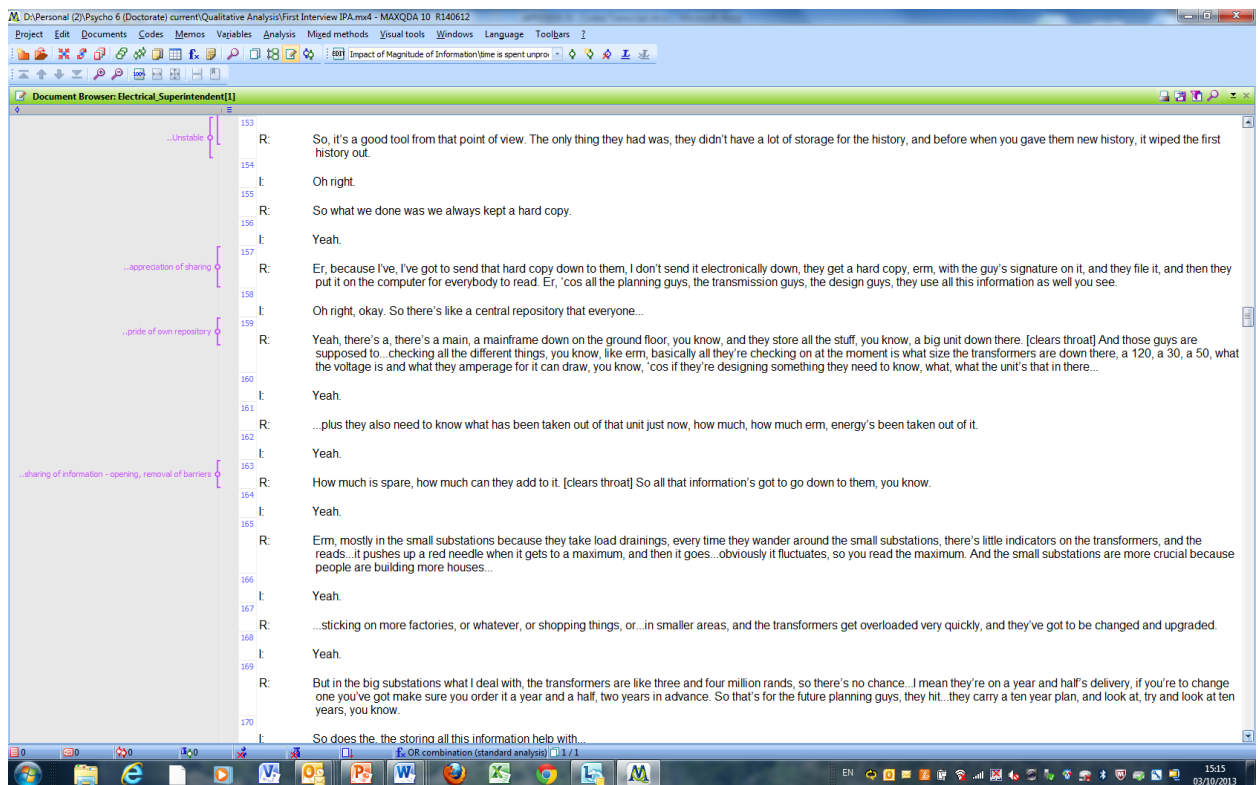 D:\Personal (2)\Psycho 6 (Doctorate) current\Qualitative Analysis\First Interview IPA.mx4 - MAXQDA 10 R140612
Project Edit Documents Codes Memos Variables Analysis Mixed methods Visual tools Windows Language Toolbars ?
EDIT Impact of Magnitude of Information\time is spent unpro
Document Browser: Electrical_Superintendent[1]
153
..Unstable
R: So, it's a good tool from that point of view. The only thing they had was, they didn't have a lot of storage for the history, and before when you gave them new history, it wiped the first
history out.
154
I: Oh right.
155
R: So what we done was we always kept a hard copy.
156
I: Yeah.
157
..appreciation of sharing
R: Er, because I've, I've got to send that hard copy down to them, I don't send it electronically down, they get a hard copy, erm, with the guy's signature on it, and they file it, and then they
put it on the computer for everybody to read. Er, 'cos all the planning guys, the transmission guys, the design guys, they use all this information as well you see.
158
I: Oh right, okay. So there's like a central repository that everyone...
159
..pride of own repository
R: Yeah, there's a, there's a main, a mainframe down on the ground floor, you know, and they store all the stuff, you know, a big unit down there. [clears throat] And those guys are
supposed to...checking all the different things, you know, like erm, basically all they're checking on at the moment is what size the transformers are down there, a 120, a 30, a 50, what
the voltage is and what they amperage for it can draw, you know, 'cos if they're designing something they need to know, what, what the unit's that in there...
160
I: Yeah.
161
R: ...plus they also need to know what has been taken out of that unit just now, how much, how much erm, energy's been taken out of it.
162
I: Yeah.
163
..sharing of information - opening, removal of barriers
R: How much is spare, how much can they add to it. [clears throat] So all that information's got to go down to them, you know.
164
I: Yeah.
165
R: Erm, mostly in the small substations because they take load drainings, every time they wander around the small substations, there's little indicators on the transformers, and the
reads...it pushes up a red needle when it gets to a maximum, and then it goes...obviously it fluctuates, so you read the maximum. And the small substations are more crucial because
people are building more houses...
166
I: Yeah.
167
R: ...sticking on more factories, or whatever, or shopping things, or...in smaller areas, and the transformers get overloaded very quickly, and they've got to be changed and upgraded.
168
I: Yeah.
169
R: But in the big substations what I deal with, the transformers are like three and four million rands, so there's no chance...I mean they're on a year and half's delivery, if you're to change
one you've got make sure you order it a year and a half, two years in advance. So that's for the future planning guys, they hit...they carry a ten year plan, and look at, try and look at ten
years, you know.
170
I: So does the, the storing all this information help with...
0 0 0 0 OR combination (standard analysis) 1 / 1
EN 15:15
03/10/2013